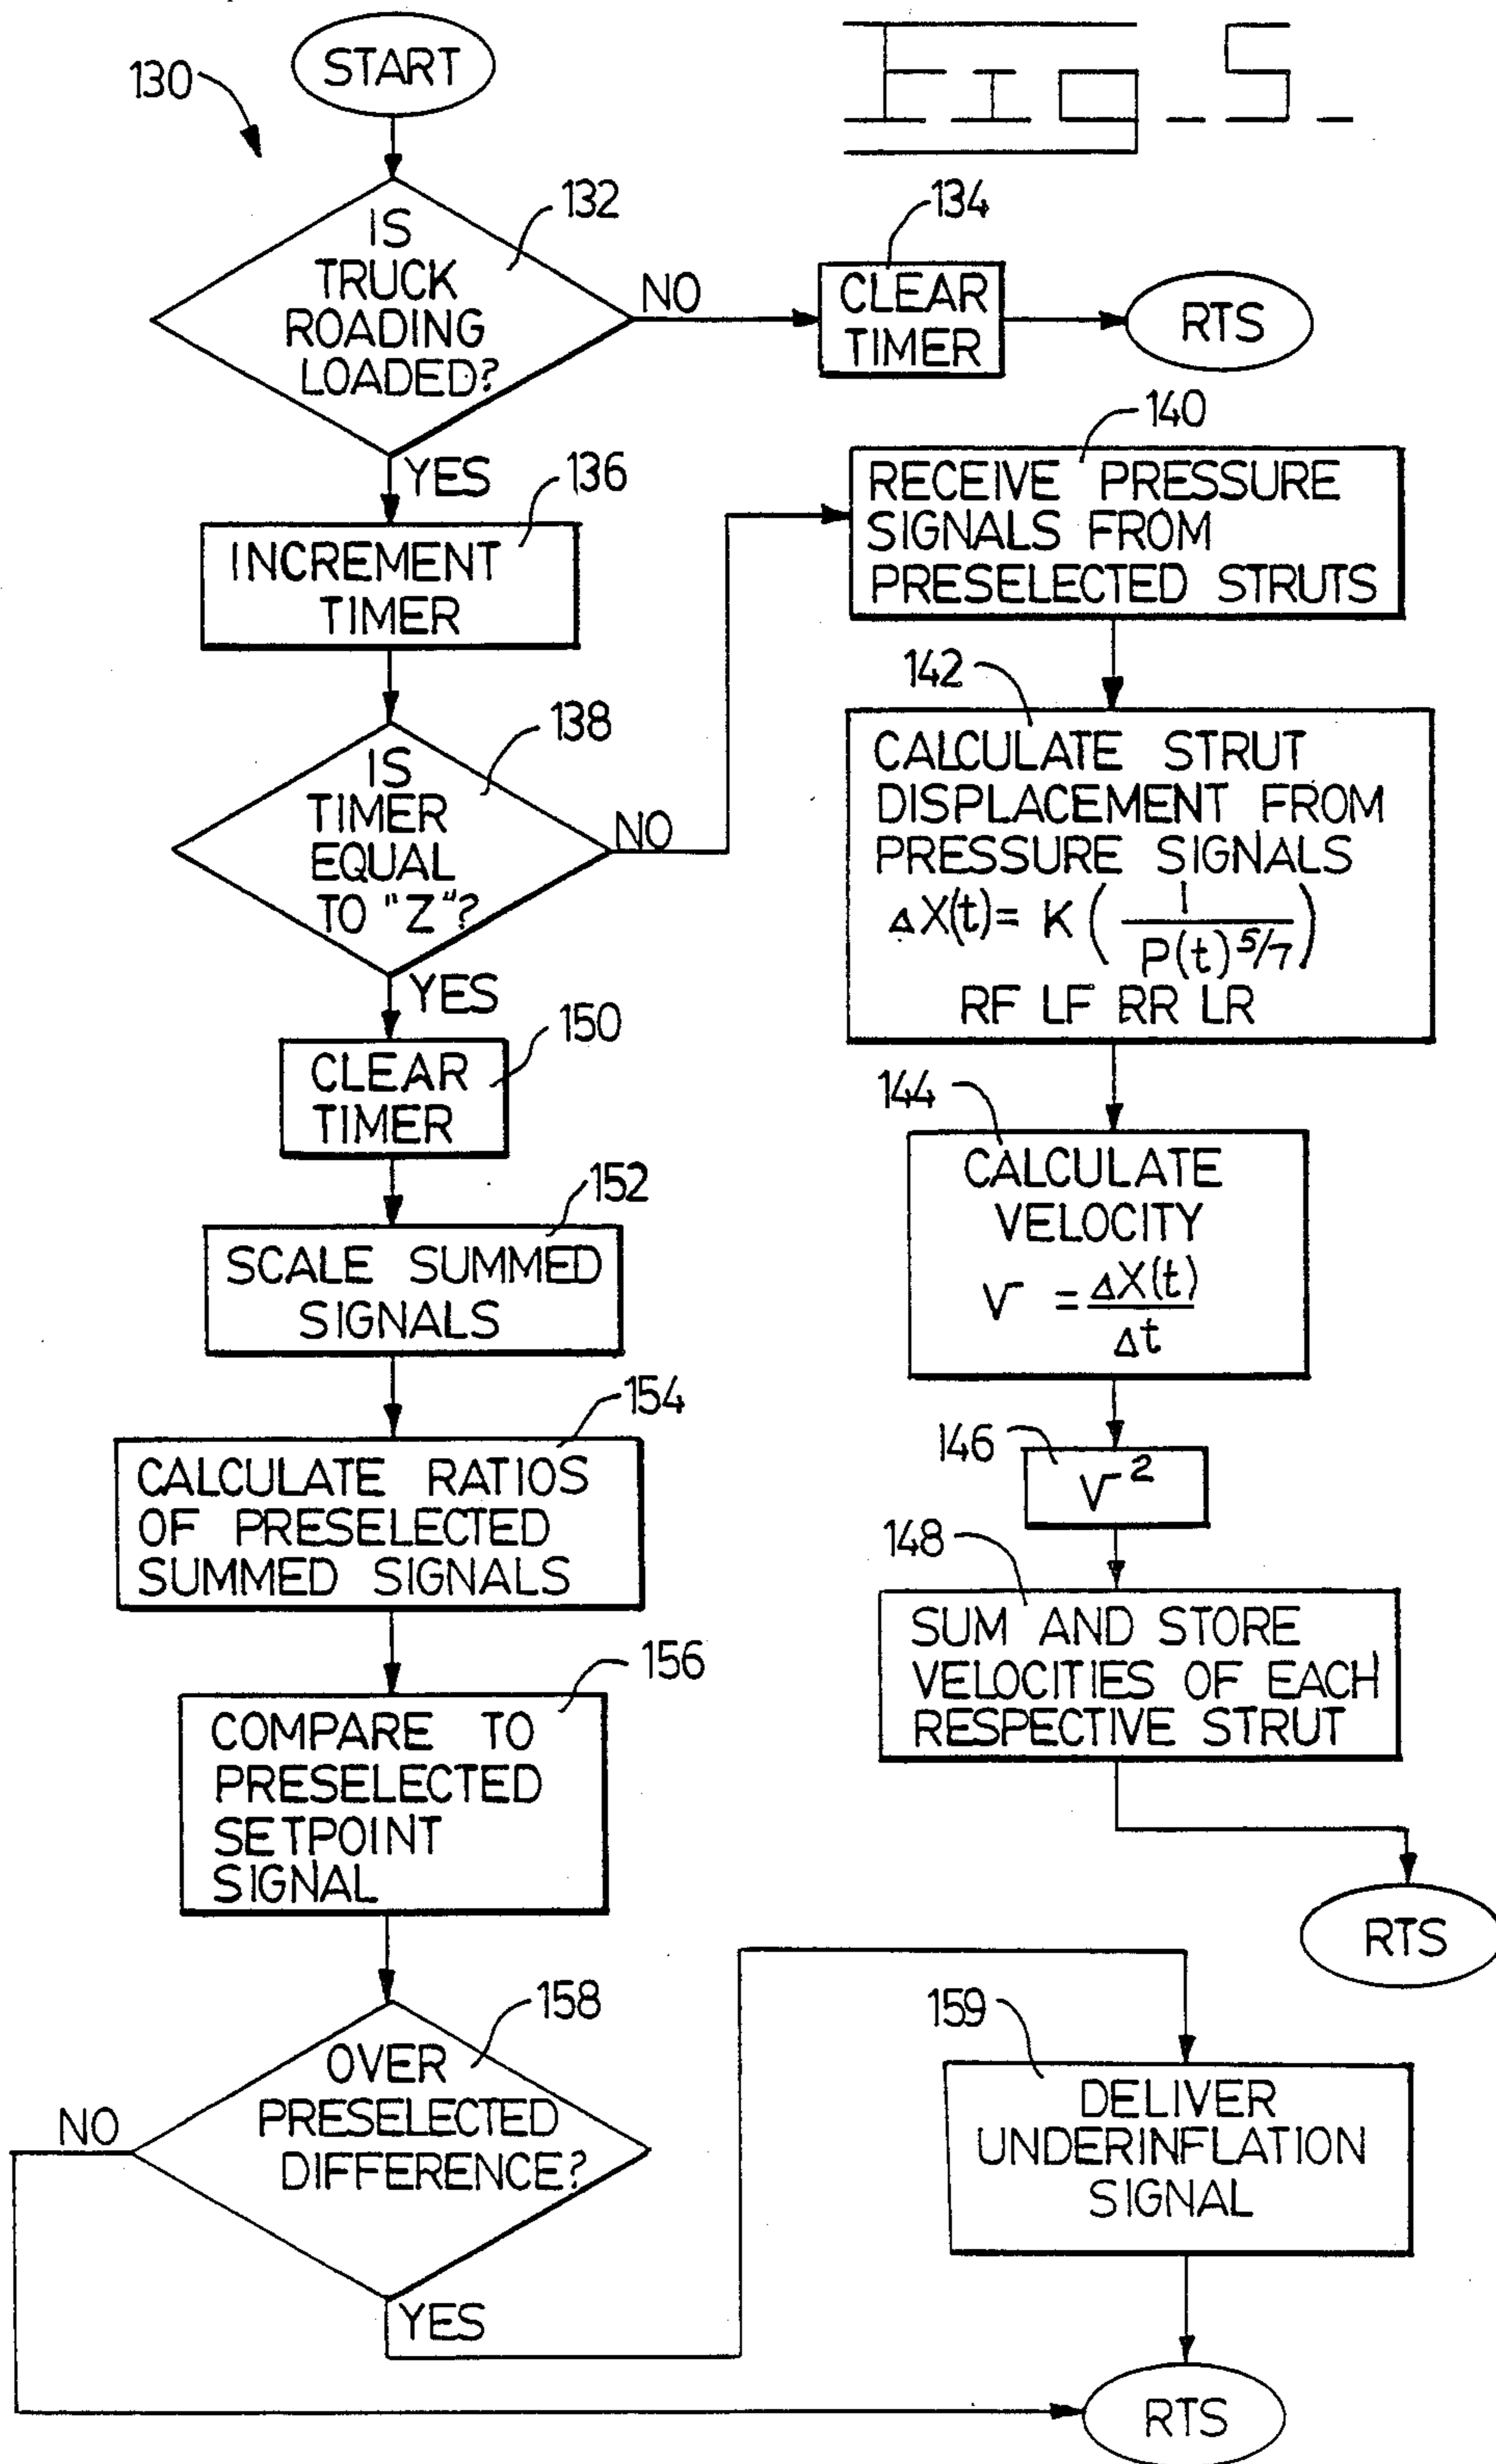 Fig. 5.
START
130
132
IS
TRUCK
ROADING
LOADED?
NO
134
CLEAR
TIMER
RTS
YES
136
INCREMENT
TIMER
138
IS
TIMER
EQUAL
TO "Z"?
NO
140
RECEIVE PRESSURE
SIGNALS FROM
PRESELECTED STRUTS
142
CALCULATE STRUT
DISPLACEMENT FROM
PRESSURE SIGNALS
ΔX(t)= K(1/P(t)^5/7)
RF LF RR LR
144
CALCULATE
VELOCITY
V = ΔX(t)/Δt
146
V²
148
SUM AND STORE
VELOCITIES OF EACH
RESPECTIVE STRUT
RTS
YES
150
CLEAR
TIMER
152
SCALE SUMMED
SIGNALS
154
CALCULATE RATIOS
OF PRESELECTED
SUMMED SIGNALS
156
COMPARE TO
PRESELECTED
SETPOINT
SIGNAL
158
OVER
PRESELECTED
DIFFERENCE?
NO
YES
159
DELIVER
UNDERINFLATION
SIGNAL
RTS